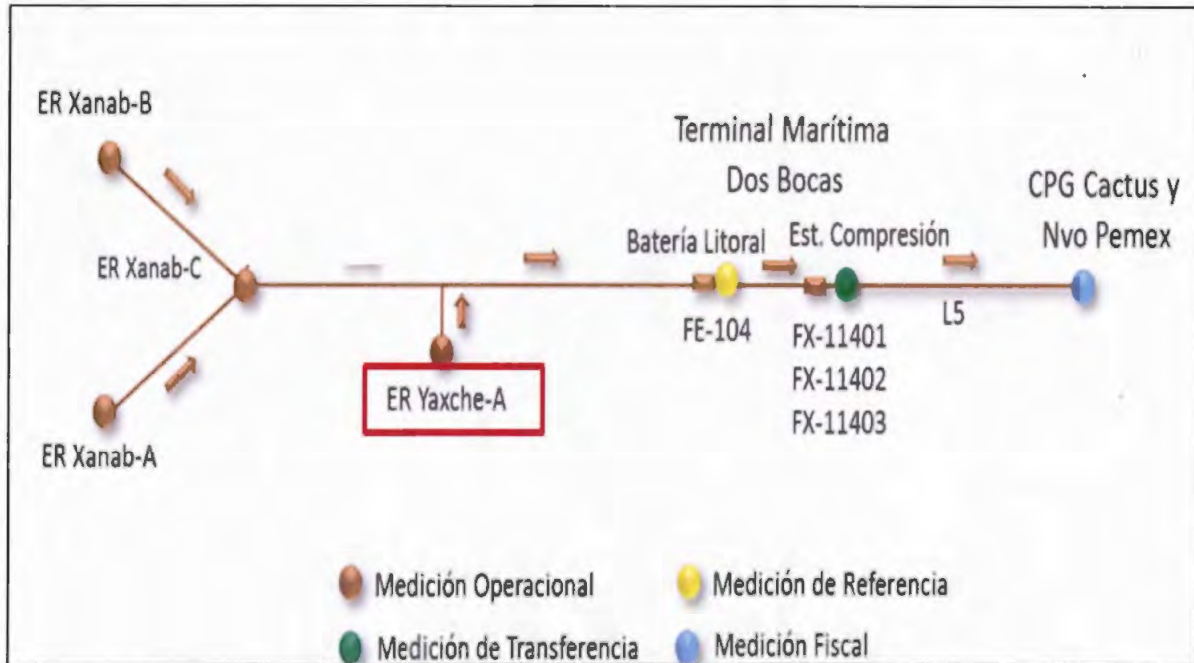 ER Xanab-B
Terminal Marítima
Dos Bocas
CPG Cactus y
Nvo Pemex
Batería Litoral
Est. Compresión
ER Xanab-C
L5
FE-104
FX-11401
FX-11402
FX-11403
ER Yaxche-A
ER Xanab-A
Medición Operacional
Medición de Referencia
Medición de Transferencia
Medición Fiscal